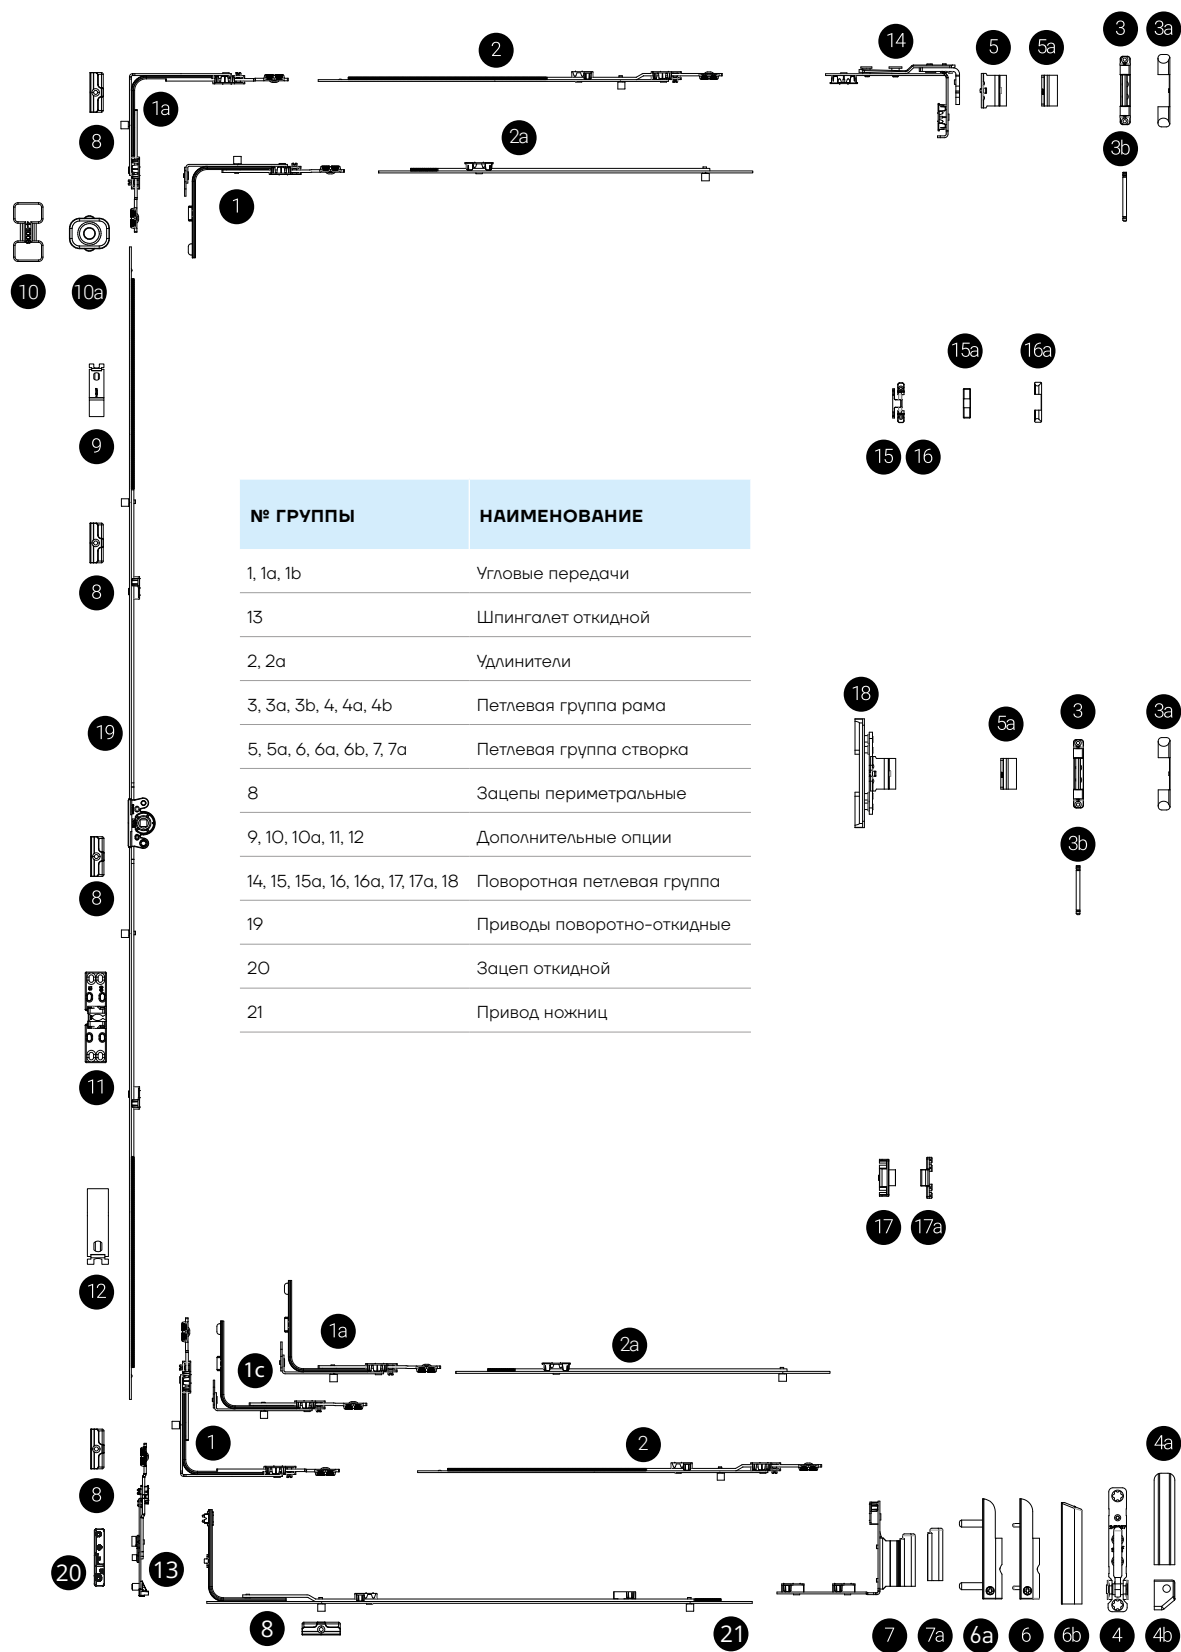 3 3a
2 14 5 5a
1a
8 2a 3b
1
10 10a
15a 16a
9 15 16
№ ГРУППЫ НАИМЕНОВАНИЕ
1, 1a, 1b Угловые передачи
8
13 Шпингалет откидной
2, 2a Удлинители
18
3, 3a, 3b, 4, 4a, 4b Петлевая группа рама
3 3a
5a
19
5, 5a, 6, 6a, 6b, 7, 7a Петлевая группа створка
8 Зацепы периметральные
9, 10, 10a, 11, 12 Дополнительные опции
3b
14, 15, 15a, 16, 16a, 17, 17a, 18 Поворотная петлевая группа
8
19 Приводы поворотно-откидные
20 Зацеп откидной
21 Привод ножниц
11
17 17a
12
1a
2a
1c
1 2 4a
8
20 13
8 21 7 7a 6a 6 6b 4 4b